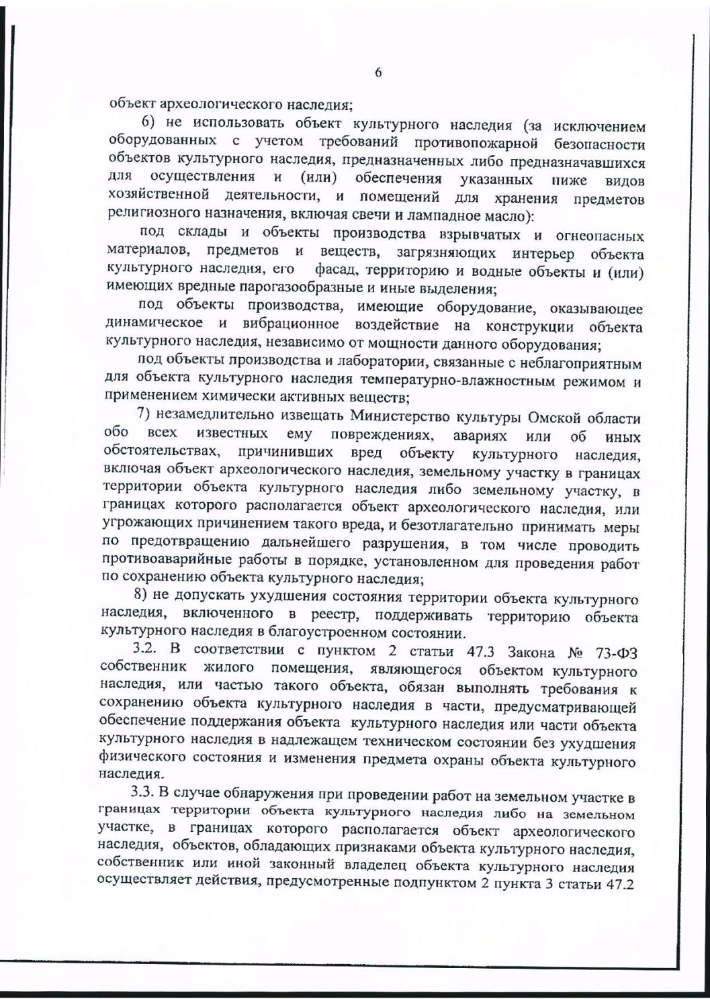 6
объект археологического наследия;
6) не использовать объект культурного наследия (за исключением
оборудованных с учетом требований противопожарной безопасности
объектов культурного наследия, предназначенных либо предназначавшихся
для осуществления и (или) обеспечения указанных ниже видов
хозяйственной деятельности, и помещений для хранения предметов
религиозного назначения, включая свечи и лампадное масло):
под склады и объекты производства взрывчатых и огнеопасных
материалов, предметов и веществ, загрязняющих интерьер объекта
культурного наследия, его фасад, территорию и водные объекты и (или)
имеющих вредные парогазообразные и иные выделения;
под объекты производства, имеющие оборудование, оказывающее
динамическое и вибрационное воздействие на конструкции объекта
культурного наследия, независимо от мощности данного оборудования;
под объекты производства и лаборатории, связанные с неблагоприятным
для объекта культурного наследия температурно-влажностным режимом и
применением химически активных веществ;
7) незамедлительно извещать Министерство культуры Омской области
обо всех известных ему повреждениях, авариях или об иных
обстоятельствах, причинивших вред объекту культурного наследия,
включая объект археологического наследия, земельному участку в границах
территории объекта культурного наследия либо земельному участку, в
границах которого располагается объект археологического наследия, или
угрожающих причинением такого вреда, и безотлагательно принимать меры
по предотвращению дальнейшего разрушения, в том числе проводить
противоаварийные работы в порядке, установленном для проведения работ
по сохранению объекта культурного наследия;
8) не допускать ухудшения состояния территории объекта культурного
наследия, включенного в реестр, поддерживать территорию объекта
культурного наследия в благоустроенном состоянии.
3.2. В соответствии с пунктом 2 статьи 47.3 Закона № 73-ФЗ
собственник жилого помещения, являющегося объектом культурного
наследия, или частью такого объекта, обязан выполнять требования к
сохранению объекта культурного наследия в части, предусматривающей
обеспечение поддержания объекта культурного наследия или части объекта
культурного наследия в надлежащем техническом состоянии без ухудшения
физического состояния и изменения предмета охраны объекта культурного
наследия.
3.3. В случае обнаружения при проведении работ на земельном участке в
границах территории объекта культурного наследия либо на земельном
участке, в границах которого располагается объект археологического
наследия, объектов, обладающих признаками объекта культурного наследия,
собственник или иной законный владелец объекта культурного наследия
осуществляет действия, предусмотренные подпунктом 2 пункта 3 статьи 47.2